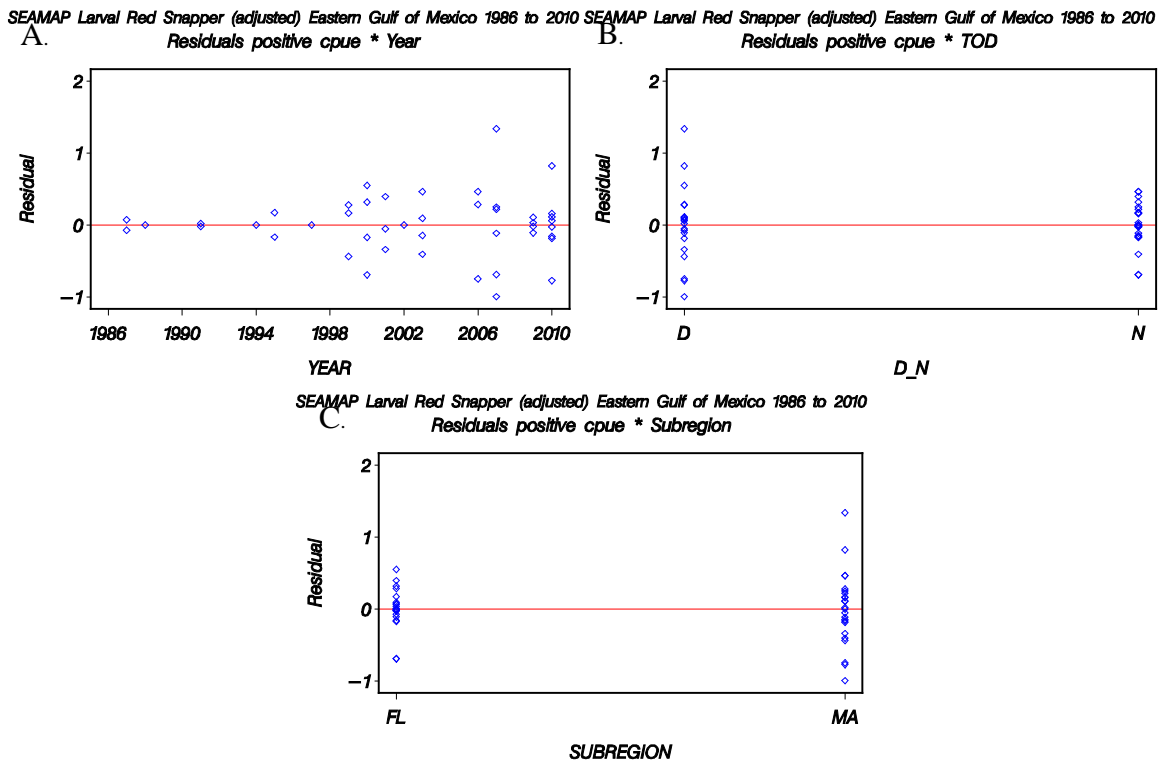 SEAMAP Larval Red Snapper (adjusted) Eastern Gulf of Mexico 1986 to 2010
A.
Residuals positive cpue * Year
2
1
0
−1
Residual
1986 1990 1994 1998 2002 2006 2010
YEAR
SEAMAP Larval Red Snapper (adjusted) Eastern Gulf of Mexico 1986 to 2010
B.
Residuals positive cpue * TOD
2
1
0
−1
Residual
D N
D_N
SEAMAP Larval Red Snapper (adjusted) Eastern Gulf of Mexico 1986 to 2010
C.
Residuals positive cpue * Subregion
2
1
0
−1
Residual
FL MA
SUBREGION